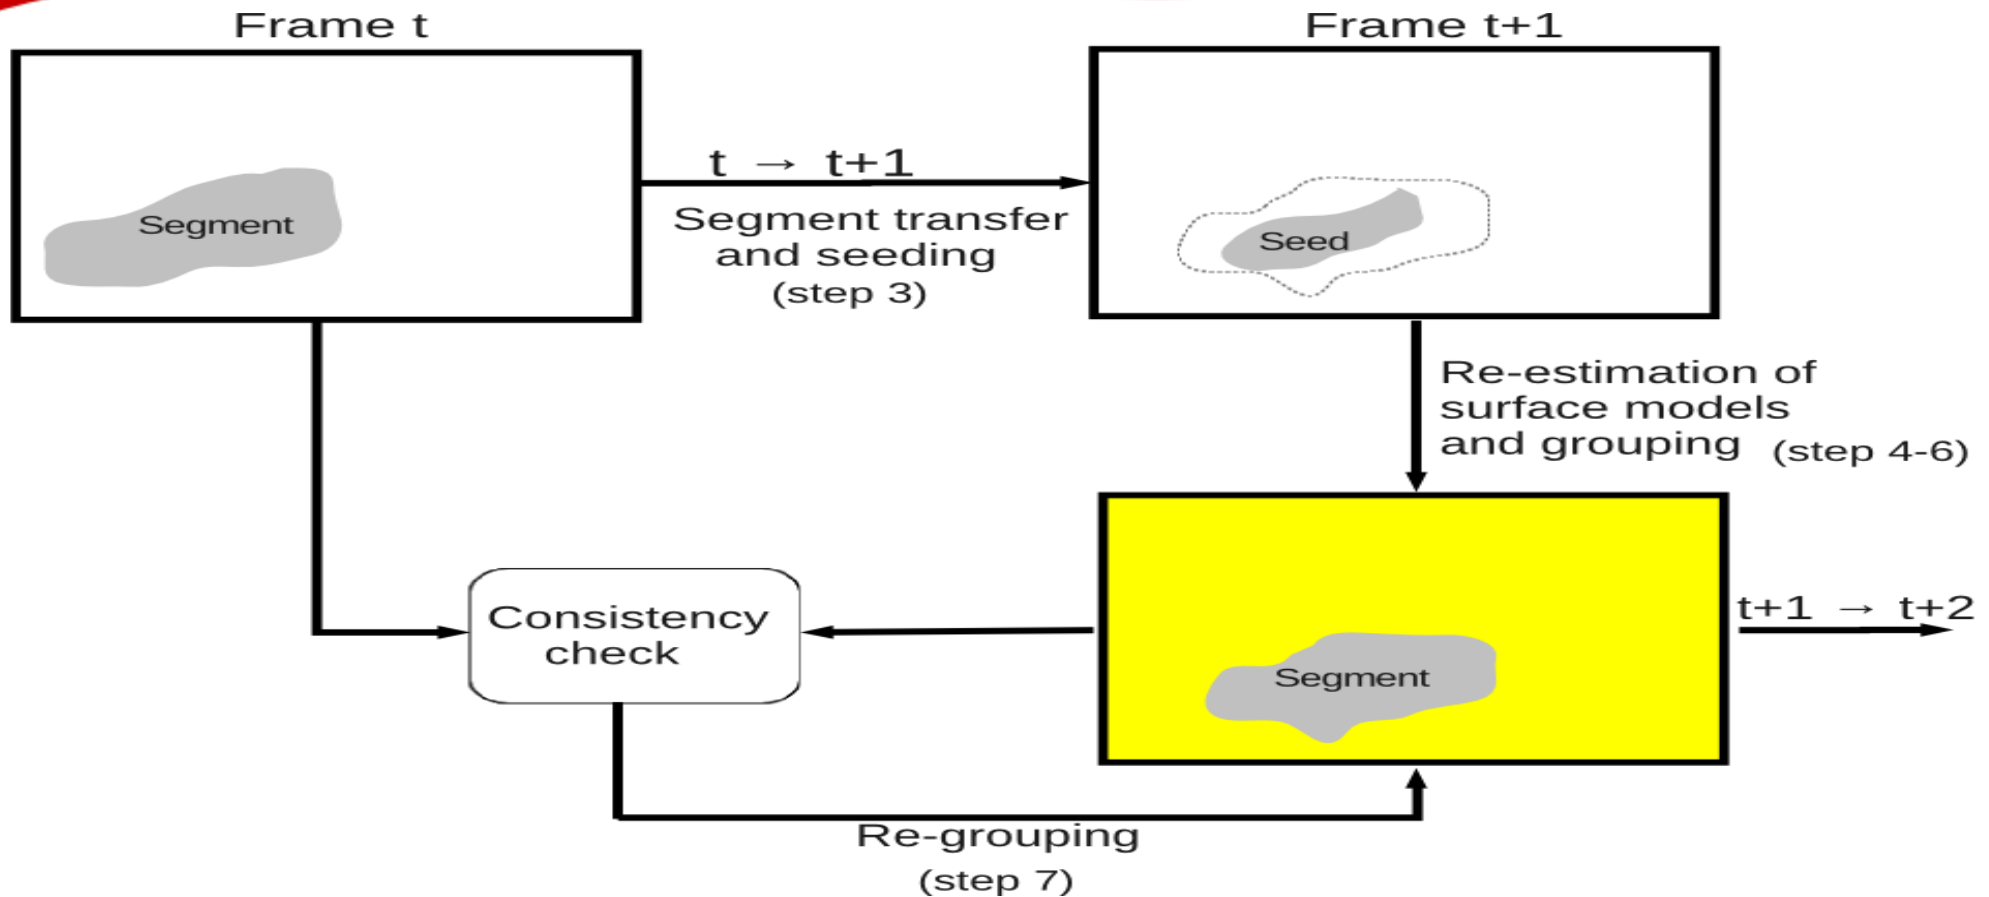 Frame t
Frame t+1
Segment
t → t+1
Segment transfer
and seeding
(step 3)
Seed
Re-estimation of
surface models
and grouping (step 4-6)
Consistency
check
Segment
t+1 → t+2
Re-grouping
(step 7)